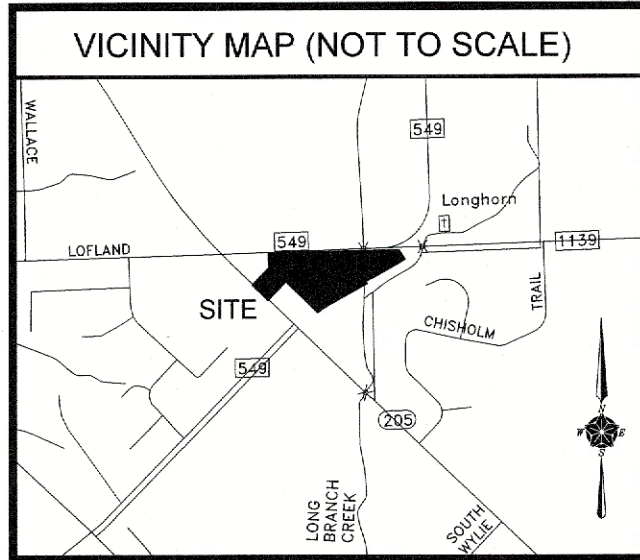 VICINITY MAP (NOT TO SCALE)
WALLACE
549
Longhorn
LOFLAND
549
1139
SITE
TRAIL
CHISHOLM
549
205
N
W E
S
LONG
BRANCH
CREEK
SOUTH
WYLIE